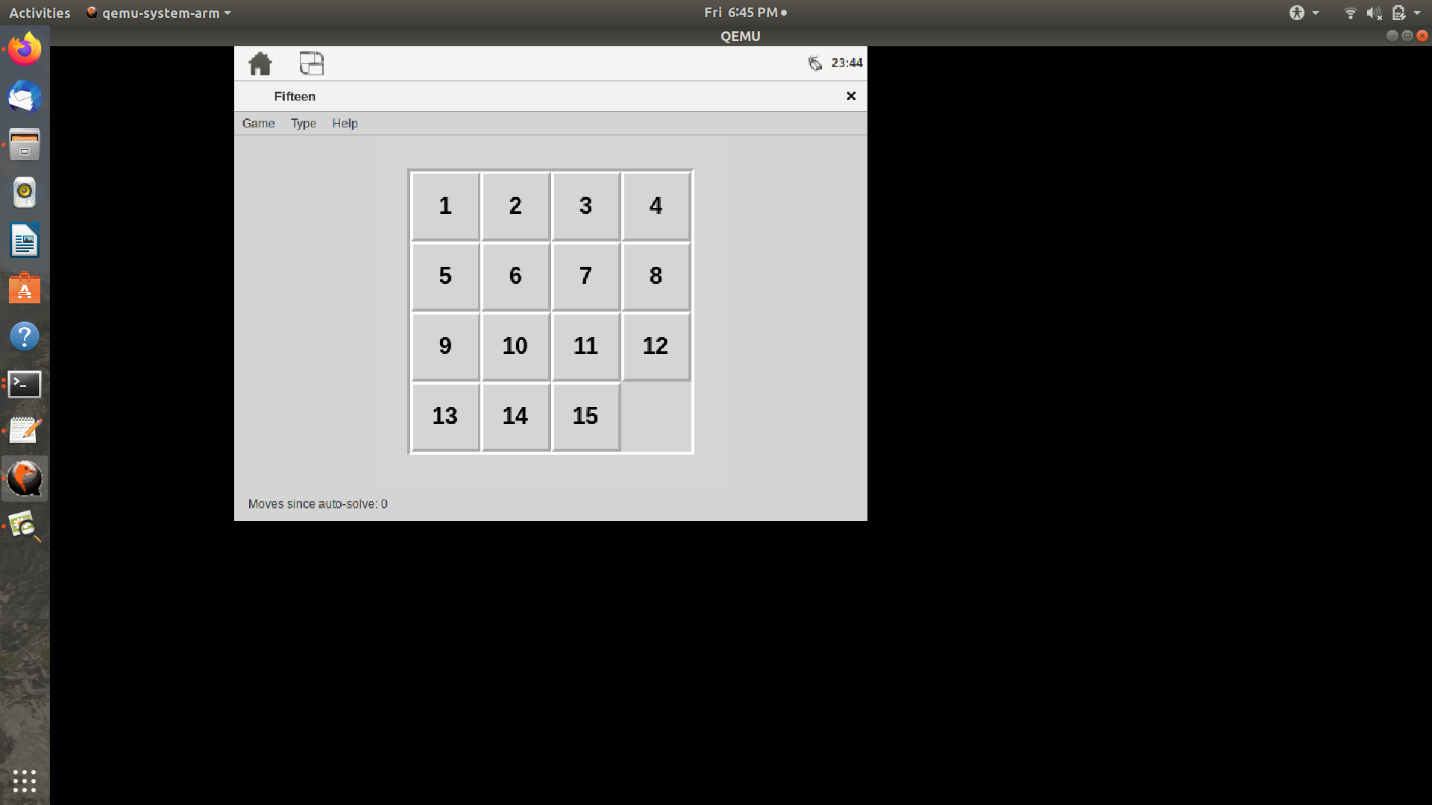 Activities qemu-system-arm Fri 6:45 PM
QEMU
23:44
Fifteen
Game Type Help
1 2 3 4
5 6 7 8
9 10 11 12
13 14 15
Moves since auto-solve: 0